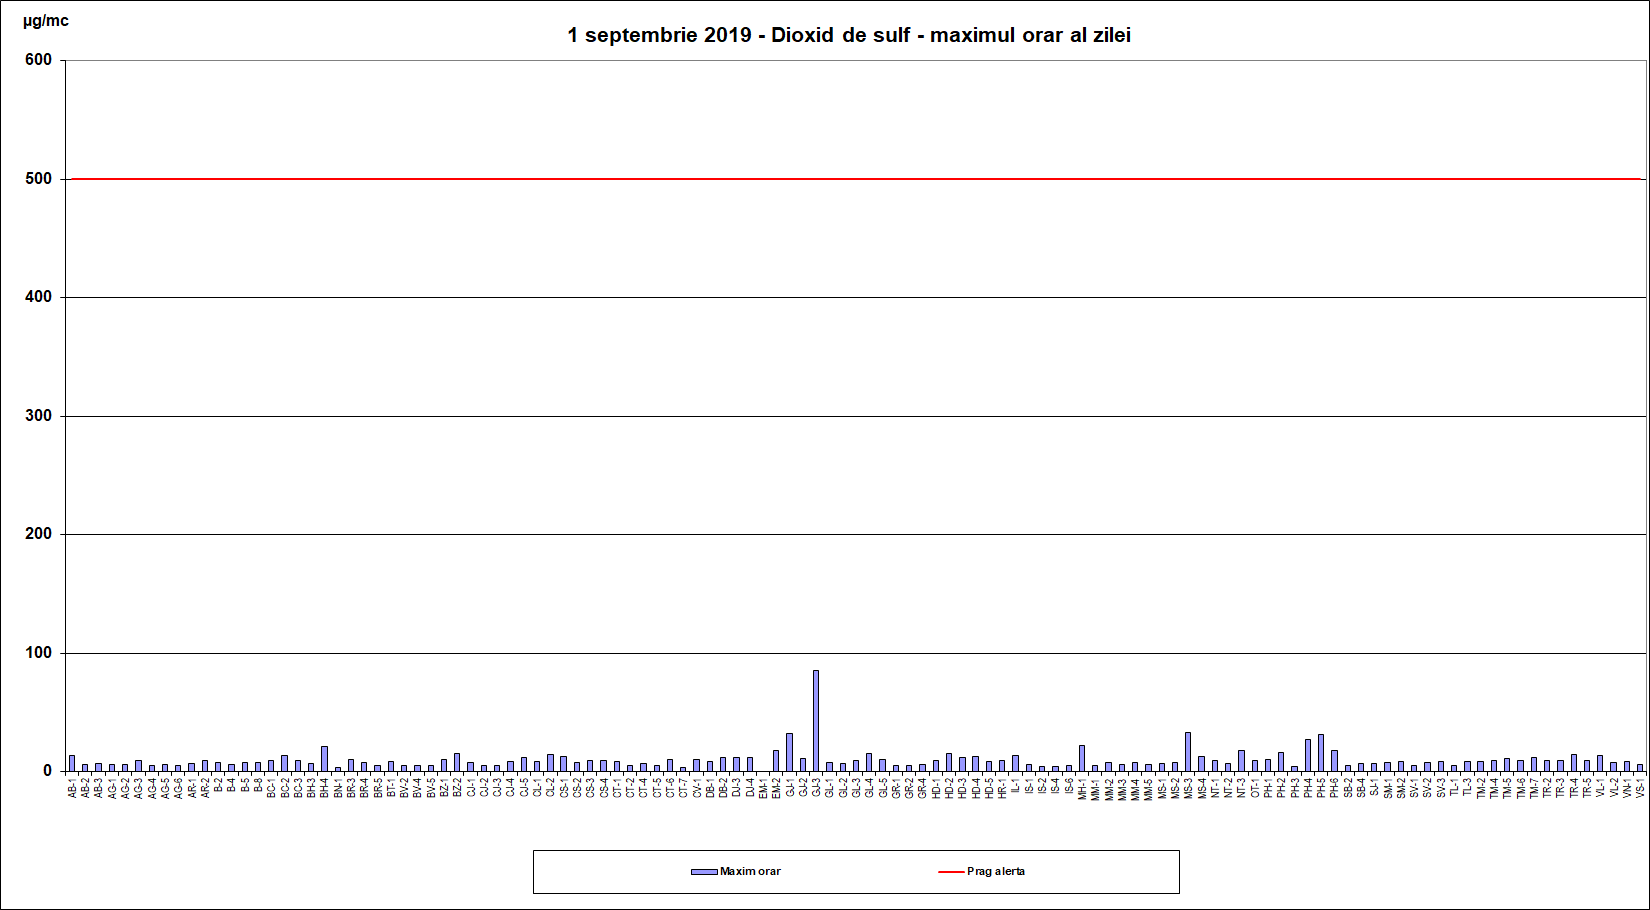 µg/mc
1 septembrie 2019 - Dioxid de sulf - maximul orar al zilei
600
500
400
300
200
100
0
AB-1 AB-2 AB-3 AG-1 AG-2 AG-3 AG-4 AG-5 AG-6 AR-1 AR-2 B-2 B-4 B-5 B-8 BC-1 BC-2 BC-3 BH-3 BH-4 BN-1 BR-3 BR-4 BR-5 BT-1 BV-2 BV-4 BV-5 BZ-1 BZ-2 CJ-1 CJ-2 CJ-3 CJ-4 CJ-5 CL-1 CL-2 CS-1 CS-2 CS-3 CS-4 CT-1 CT-2 CT-4 CT-5 CT-6 CT-7 CV-1 DB-1 DB-2 DJ-3 DJ-4 EM-1 EM-2 GJ-1 GJ-2 GJ-3 GL-1 GL-2 GL-3 GL-4 GL-5 GR-1 GR-2 GR-4 HD-1 HD-2 HD-3 HD-4 HD-5 HR-1 IL-1 IS-1 IS-2 IS-4 IS-6 MH-1 MM-1 MM-2 MM-3 MM-4 MM-5 MS-1 MS-2 MS-3 MS-4 NT-1 NT-2 NT-3 OT-1 PH-1 PH-2 PH-3 PH-4 PH-5 PH-6 SB-2 SB-4 SJ-1 SM-1 SM-2 SV-1 SV-2 SV-3 TL-1 TL-3 TM-2 TM-4 TM-5 TM-6 TM-7 TR-2 TR-3 TR-4 TR-5 VL-1 VL-2 VN-1 VS-1
Maxim orar Prag alerta